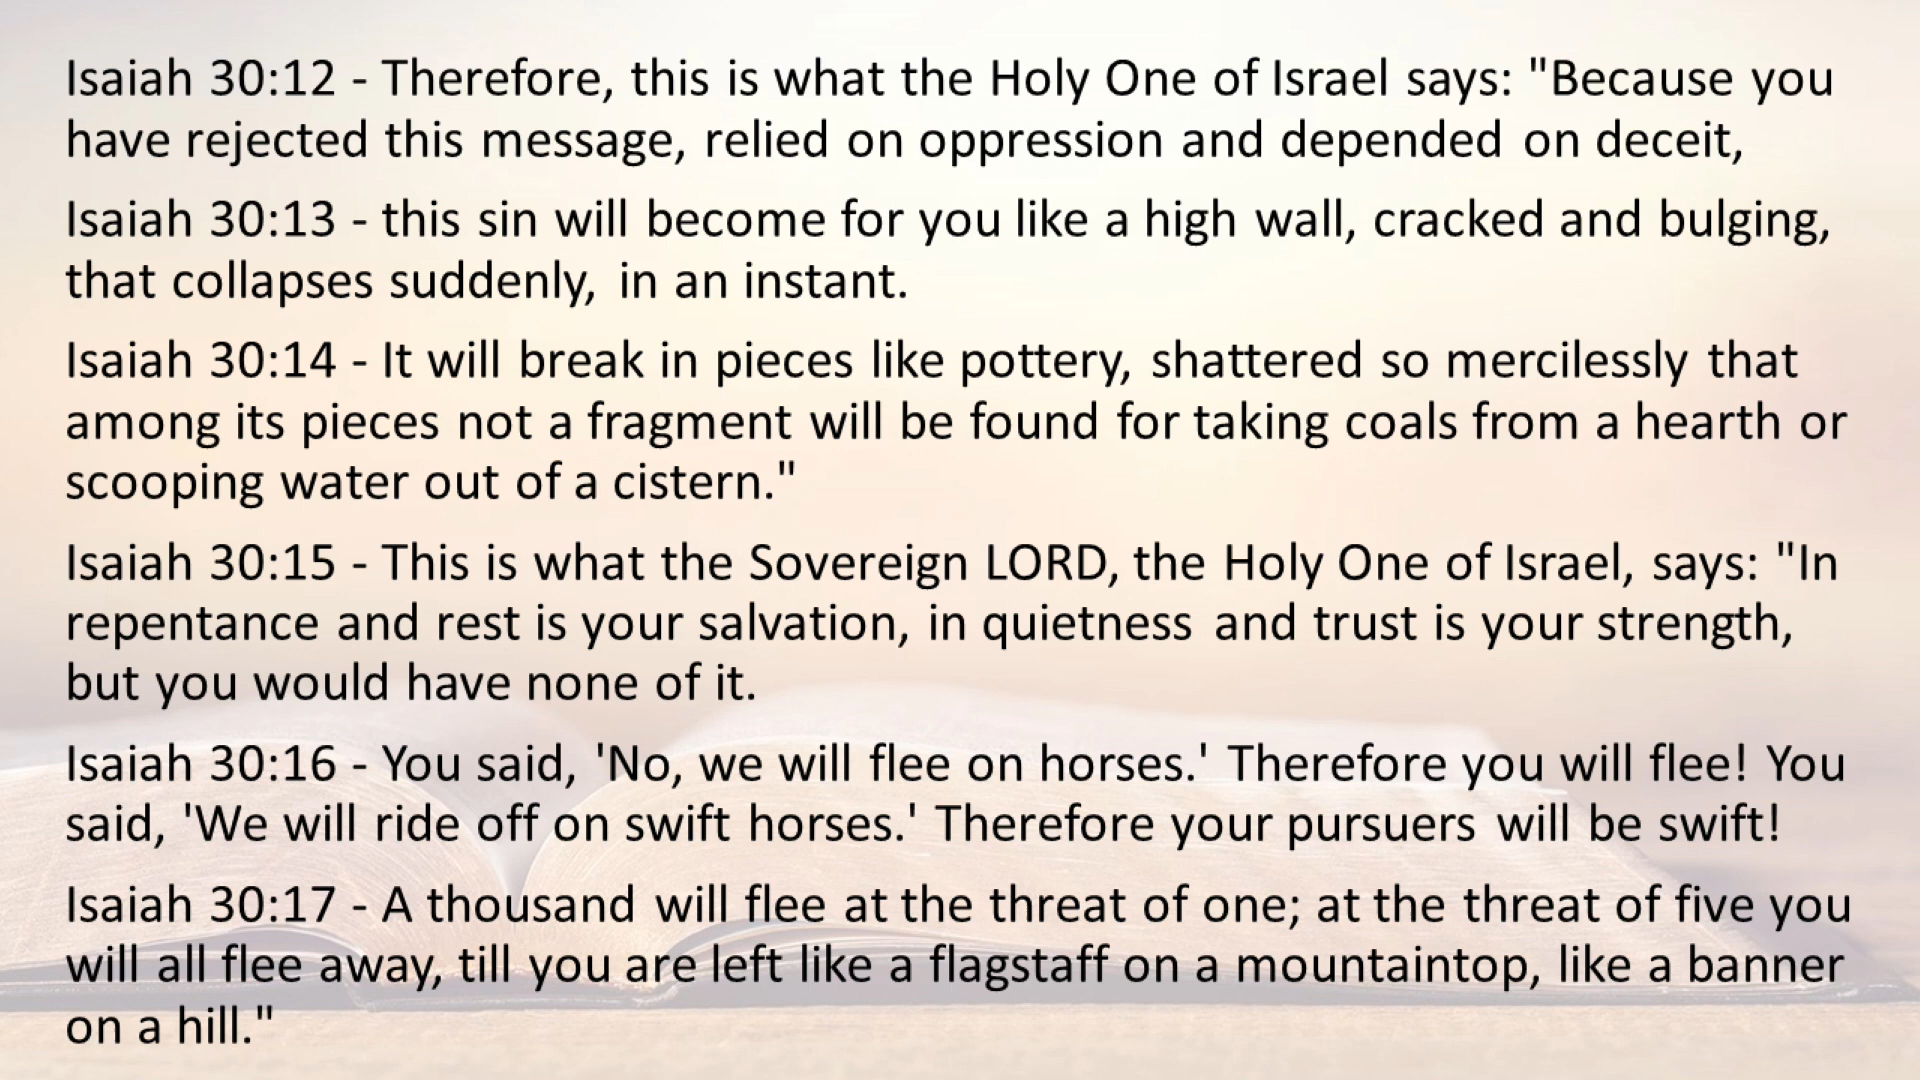 Isaiah 30:12 - Therefore, this is what the Holy One of Israel says: "Because you
have rejected this message, relied on oppression and depended on deceit,
Isaiah 30:13 - this sin will become for you like a high wall, cracked and bulging,
that collapses suddenly, in an instant.
Isaiah 30:14 - It will break in pieces like pottery, shattered so mercilessly that
among its pieces not a fragment will be found for taking coals from a hearth or
scooping water out of a cistern."
Isaiah 30:15 - This is what the Sovereign LORD, the Holy One of Israel, says: "In
repentance and rest is your salvation, in quietness and trust is your strength,
but you would have none of it.
Isaiah 30:16 - You said, 'No, we will flee on horses.' Therefore you will flee! You
said, 'We will ride off on swift horses.' Therefore your pursuers will be swift!
Isaiah 30:17 - A thousand will flee at the threat of one; at the threat of five you
will all flee away, till you are left like a flagstaff on a mountaintop, like a banner
on a hill."